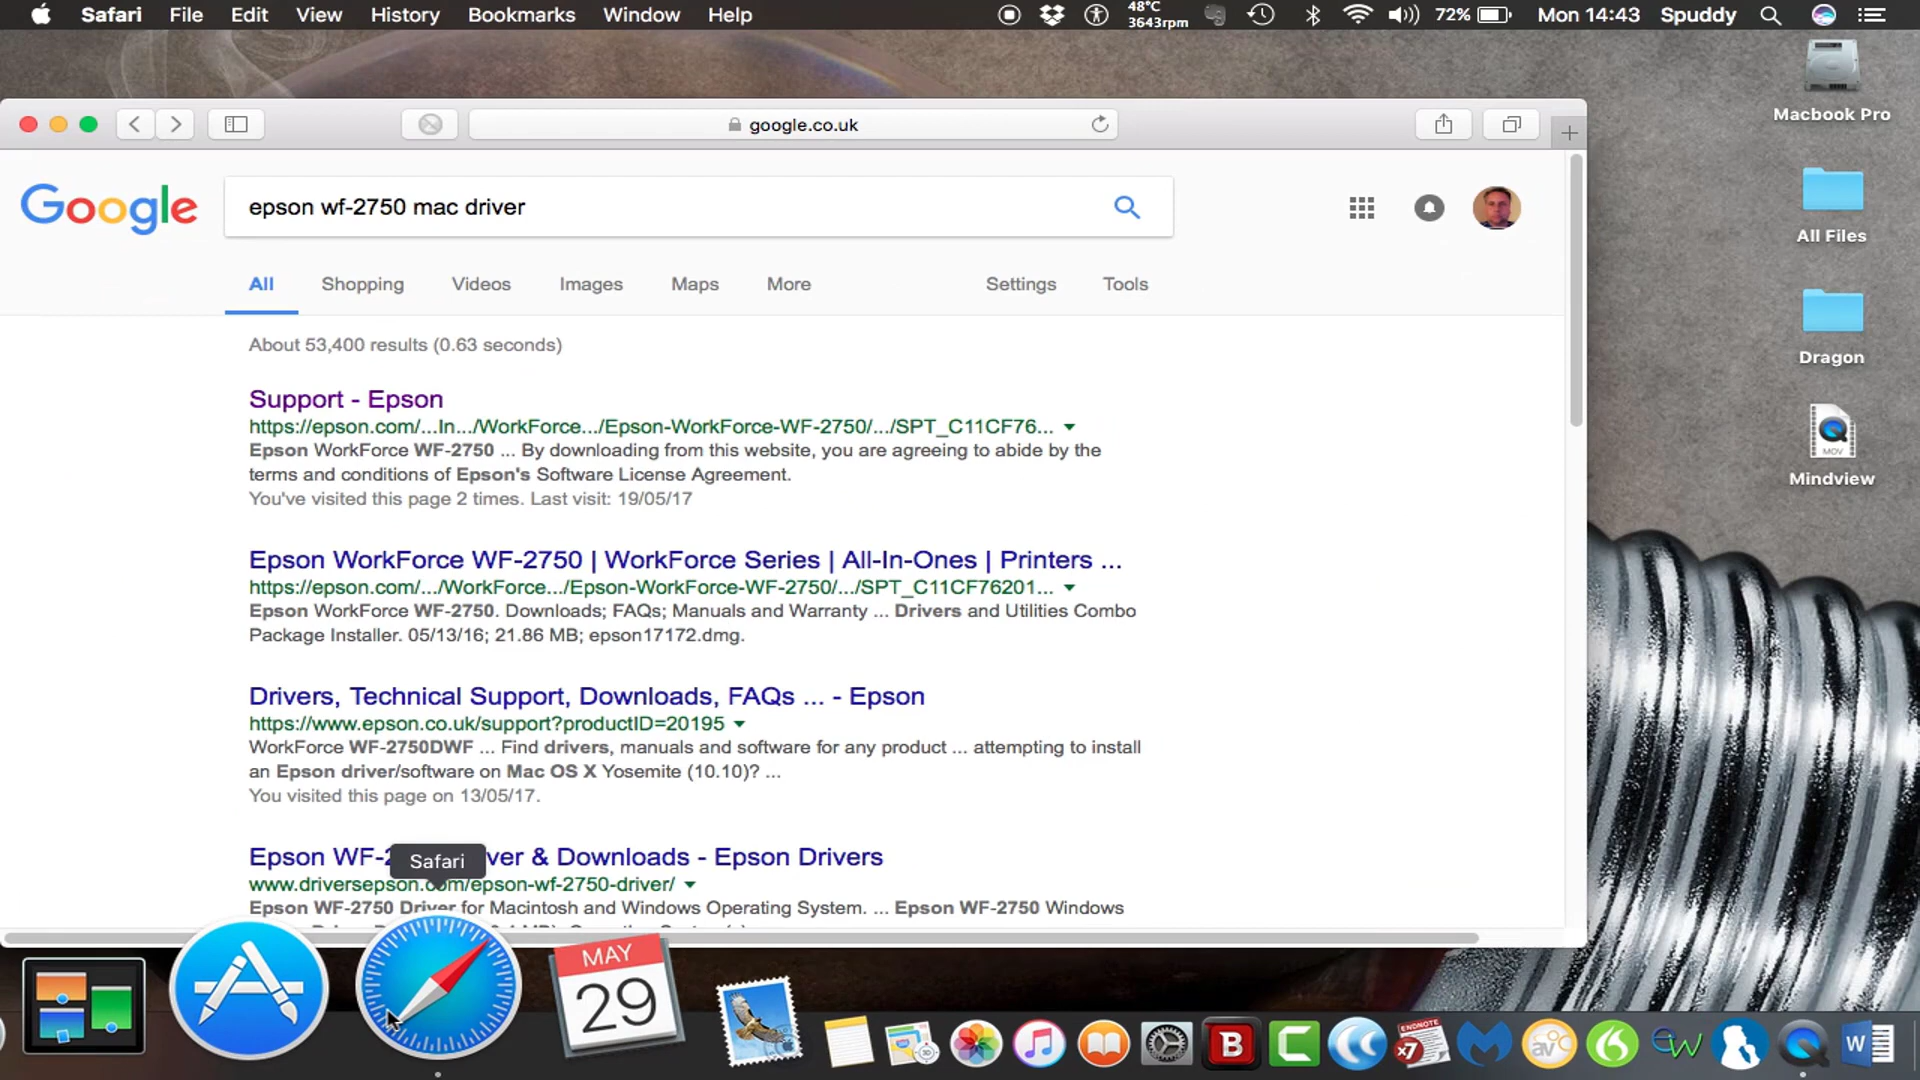 Safari File Edit View History Bookmarks Window Help 48°C 3643rpm 72% Mon 14:43 Spuddy
Macbook Pro
google.co.uk
Google epson wf-2750 mac driver
All Files
All Shopping Videos Images Maps More Settings Tools
About 53,400 results (0.63 seconds)
Dragon
Support - Epson
https://epson.com/...In.../WorkForce.../Epson-WorkForce-WF-2750/.../SPT_C11CF76...
Epson WorkForce WF-2750 ... By downloading from this website, you are agreeing to abide by the
terms and conditions of Epson's Software License Agreement.
You've visited this page 2 times. Last visit: 19/05/17
MOV
Mindview
Epson WorkForce WF-2750 | WorkForce Series | All-In-Ones | Printers ...
https://epson.com/.../WorkForce.../Epson-WorkForce-WF-2750/.../SPT_C11CF76201...
Epson WorkForce WF-2750. Downloads; FAQs; Manuals and Warranty ... Drivers and Utilities Combo
Package Installer. 05/13/16; 21.86 MB; epson17172.dmg.
Drivers, Technical Support, Downloads, FAQs ... - Epson
https://www.epson.co.uk/support?productID=20195
WorkForce WF-2750DWF ... Find drivers, manuals and software for any product ... attempting to install
an Epson driver/software on Mac OS X Yosemite (10.10)? ...
You visited this page on 13/05/17.
Epson WF-2 ver & Downloads - Epson Drivers
Safari
www.driversepson.com/epson-wf-2750-driver/
Epson WF-2750 Driver for Macintosh and Windows Operating System. ... Epson WF-2750 Windows
MAY
29
B
ENDNOTE
X7
av
W